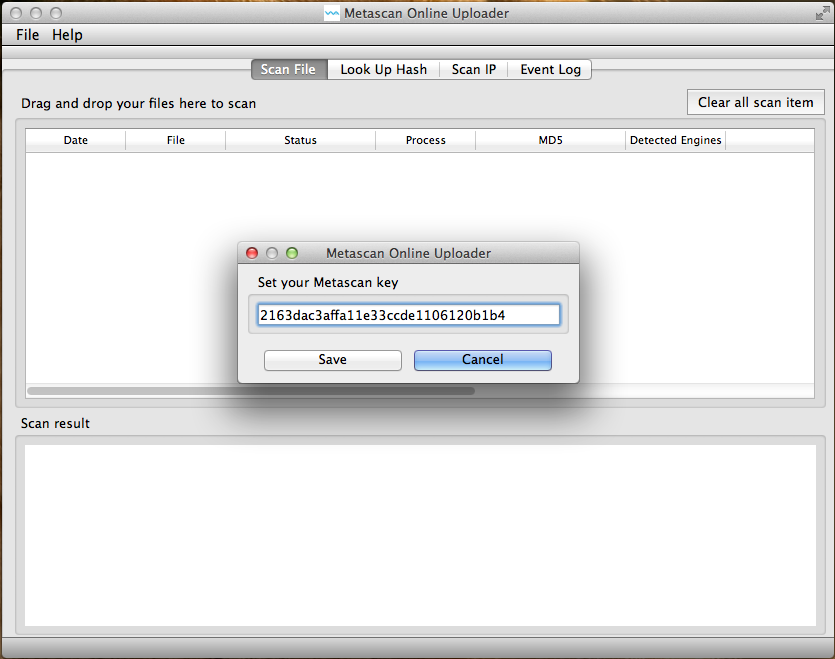 Metascan Online Uploader
File Help
Scan File Look Up Hash Scan IP Event Log
Drag and drop your files here to scan
Clear all scan item
Date File Status Process MD5 Detected Engines
Metascan Online Uploader
Set your Metascan key
2163dac3affa11e33ccde1106120b1b4
Save Cancel
Scan result